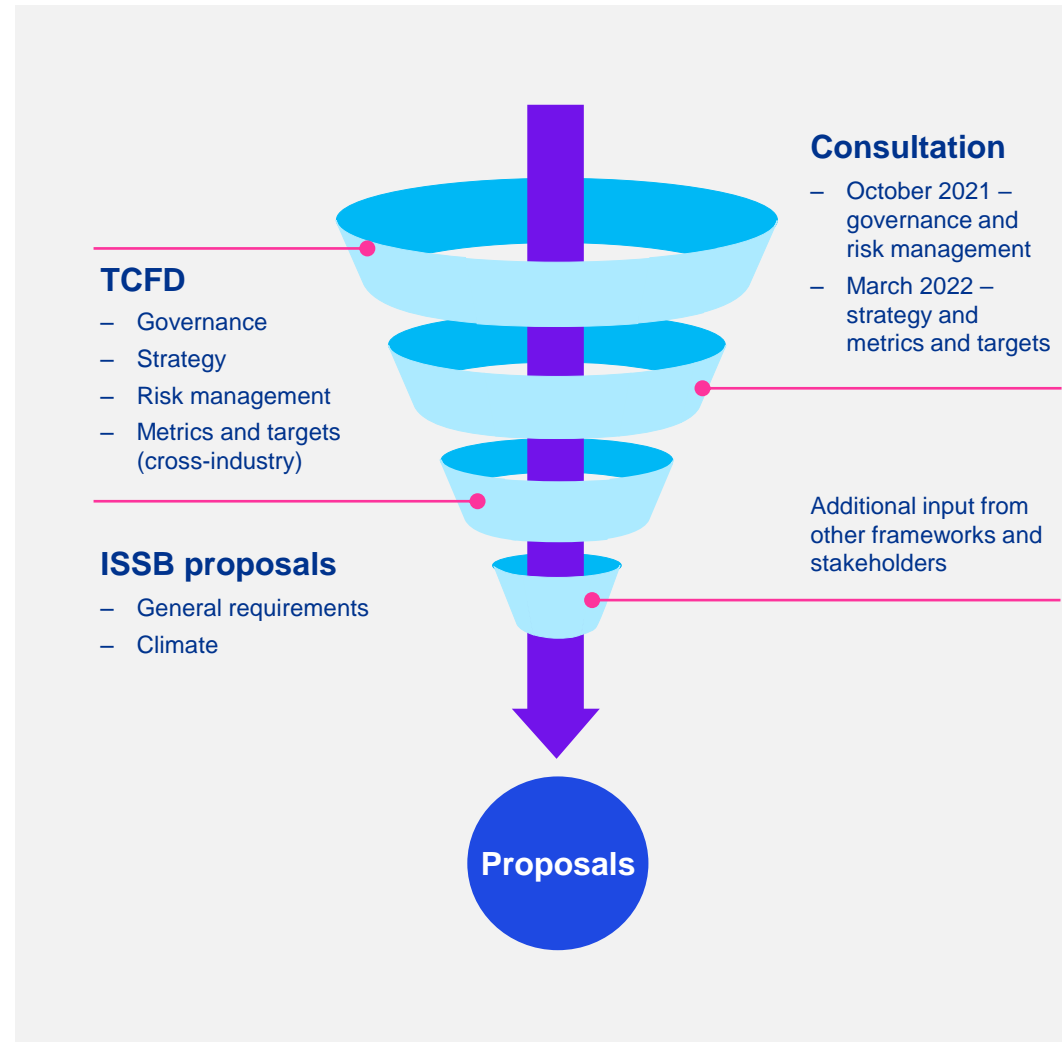 TCFD
– Governance
– Strategy
– Risk management
– Metrics and targets
(cross-industry)
ISSB proposals
– General requirements
– Climate
Consultation
– October 2021 –
governance and
risk management
– March 2022 –
strategy and
metrics and targets
Additional input from
other frameworks and
stakeholders
Proposals